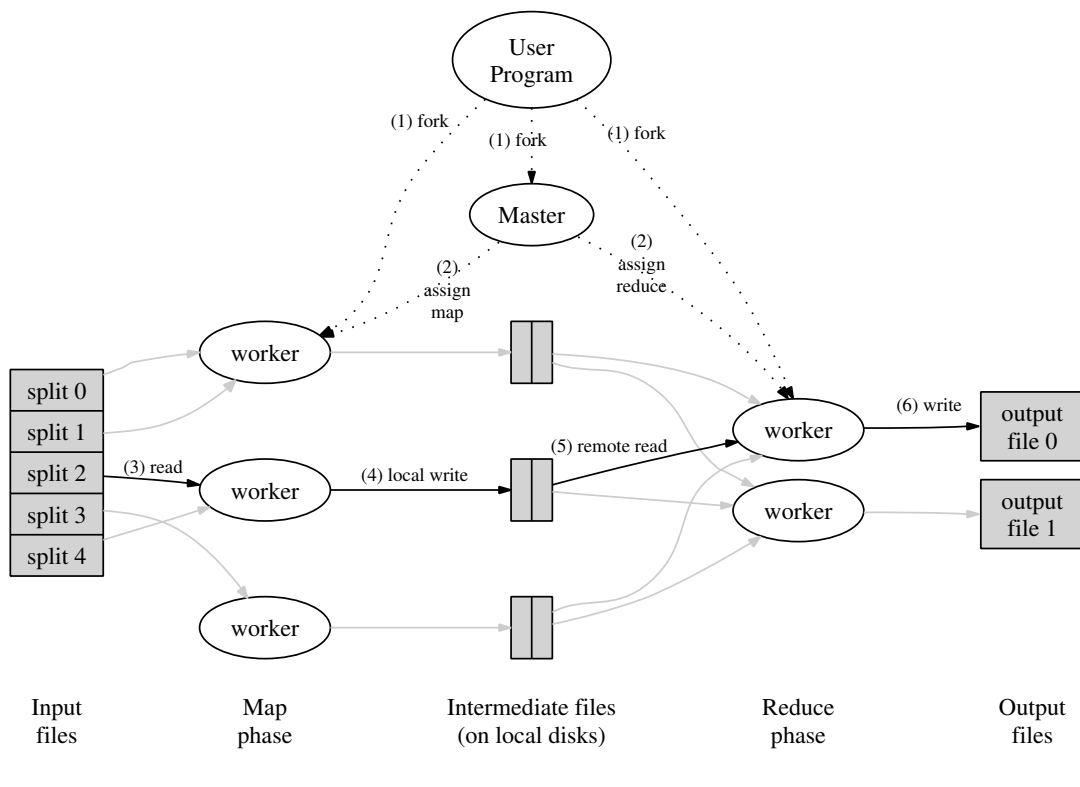 User
Program
(1) fork
(1) fork
(1) fork
Master
(2)
assign
map
(2)
assign
reduce
worker
split 0
split 1
split 2
split 3
split 4
(3) read
worker
(4) local write
(5) remote read
worker
(6) write
output
file 0
worker
output
file 1
worker
Input
files
Map
phase
Intermediate files
(on local disks)
Reduce
phase
Output
files